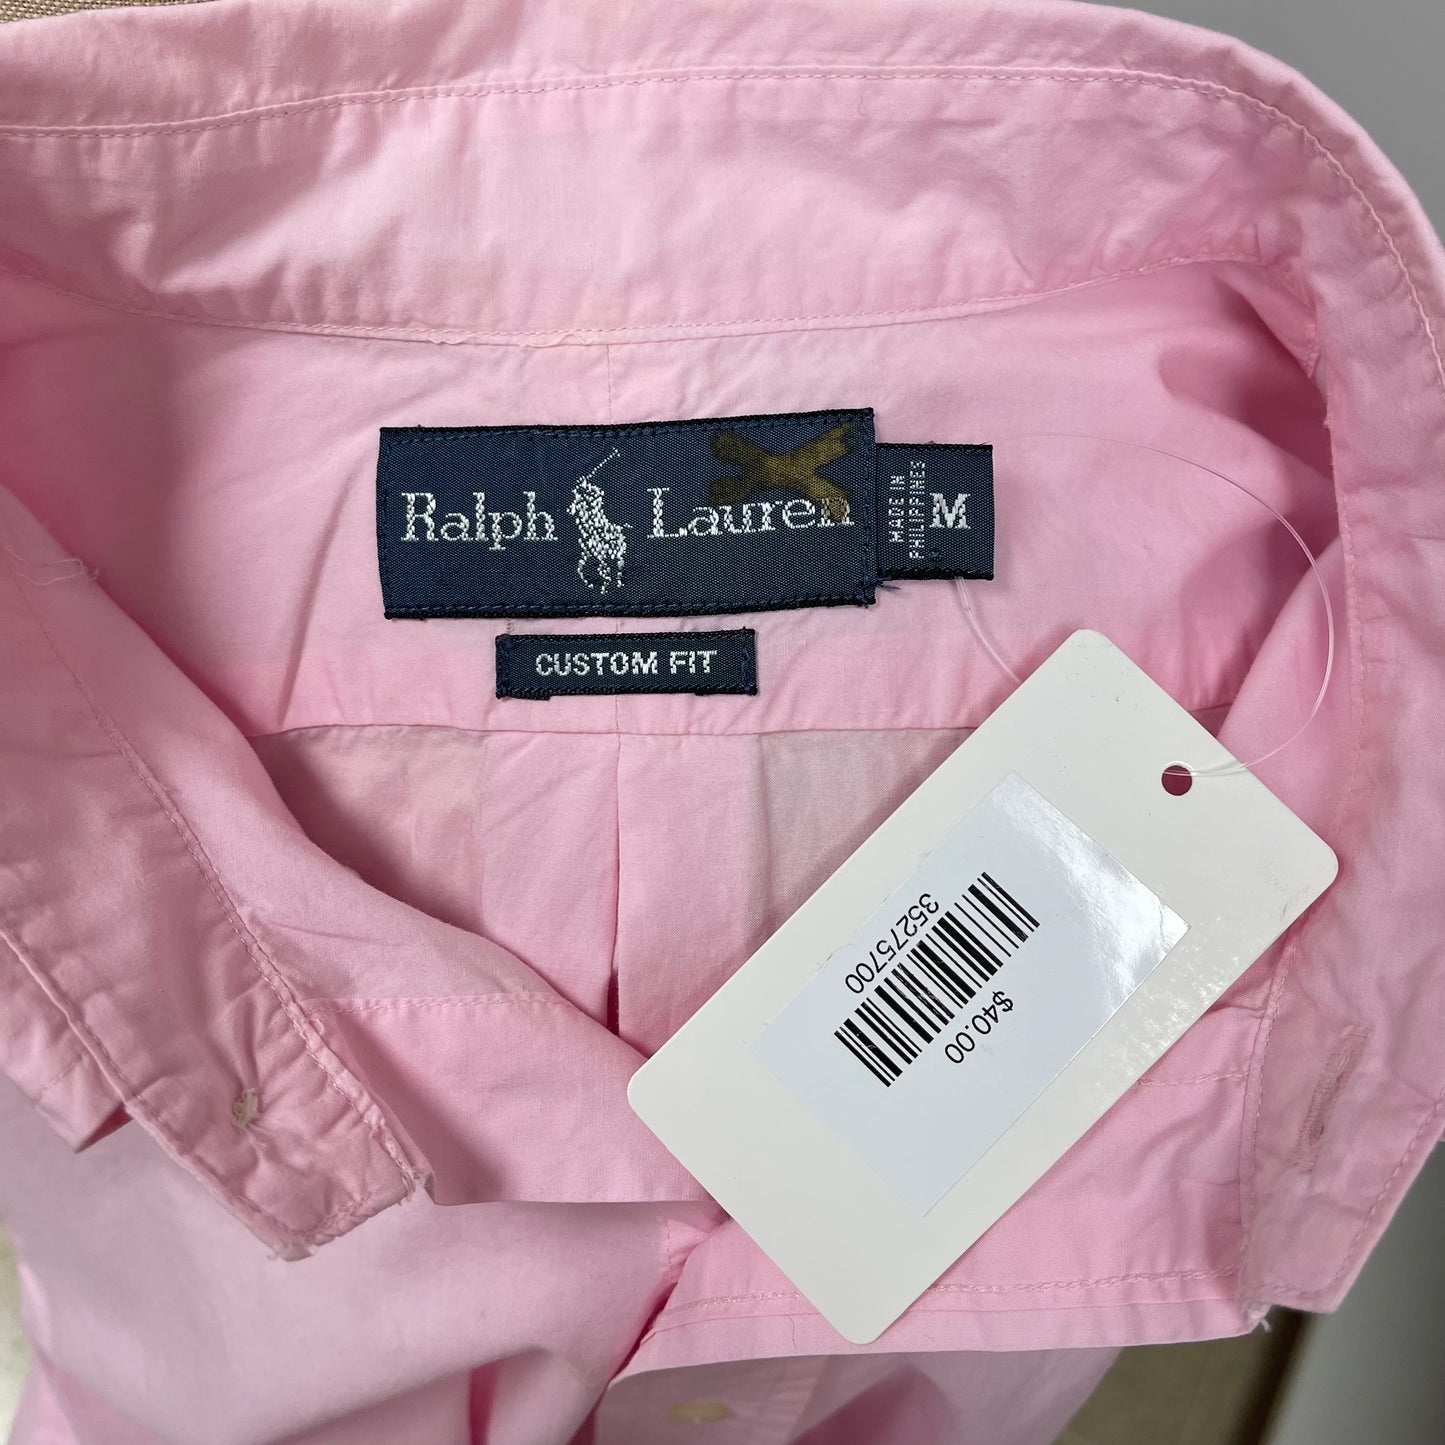 Ralph Lauren
MADE IN
PHILIPPINES
M
CUSTOM FIT
35275700
$40.00